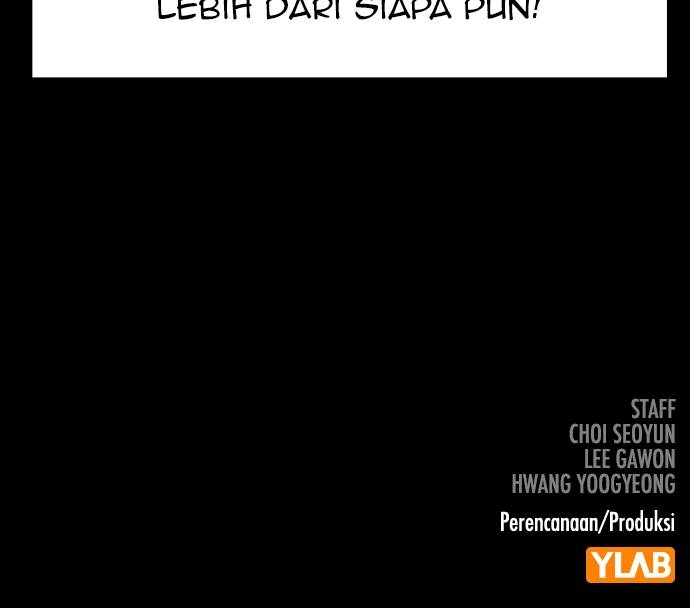 LEBIH DARI SIAPA PUN!
STAFF
CHOI SEOYUN
LEE GAWON
HWANG YOOGYEONG
Perencanaan/Produksi
YLAB